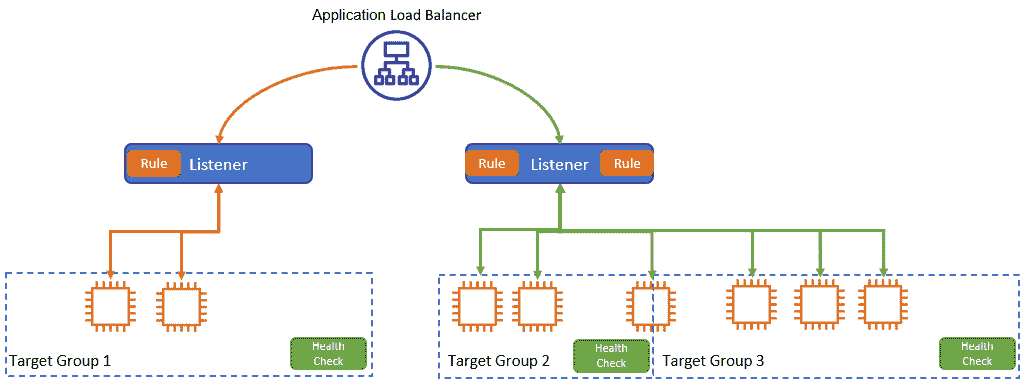 Application Load Balancer
Rule Listener
Rule Listener Rule
Target Group 1
Health
Check
Target Group 2
Health
Check
Target Group 3
Health
Check